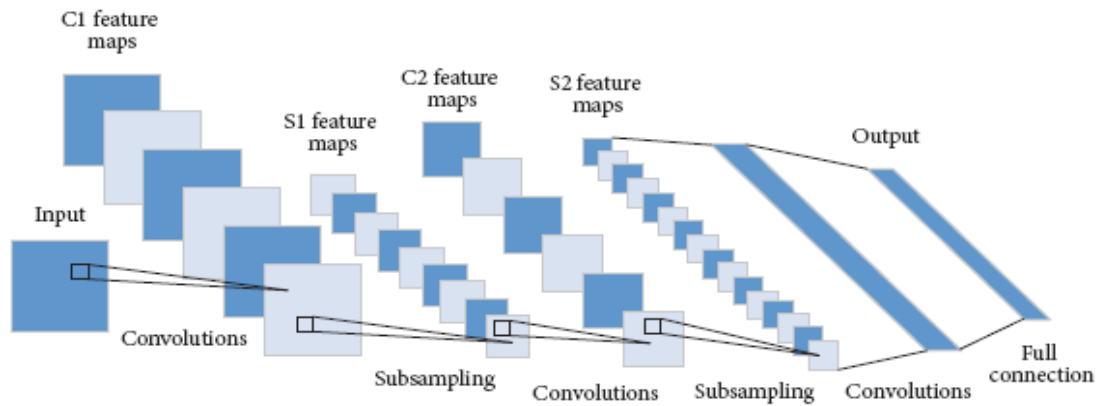 C1 feature
maps
S1 feature
maps
C2 feature
maps
S2 feature
maps
Output
Input
Convolutions
Subsampling
Convolutions
Subsampling
Convolutions
Full
connection